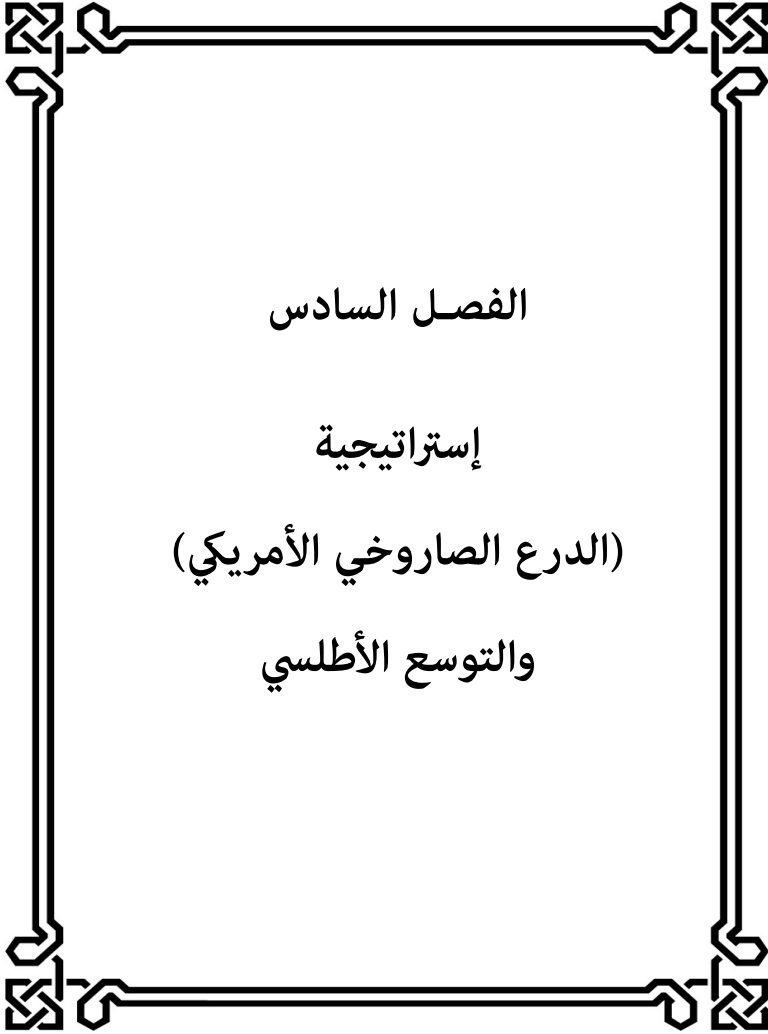 الفصـل السادس
إستراتيجية
(الدرع الصاروخي الأمريكي)
والتوسع الأطلسي